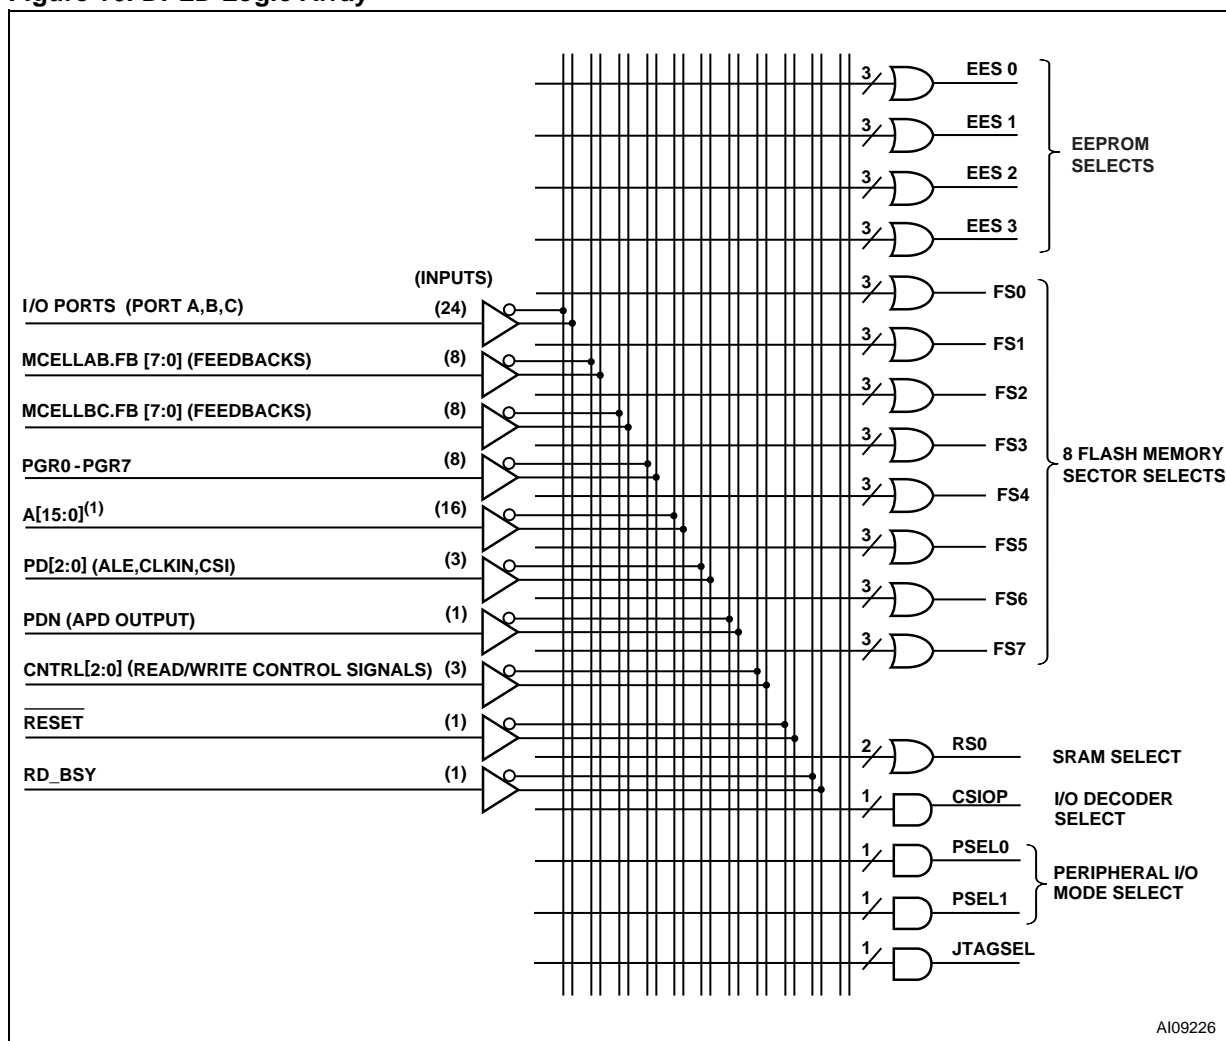 3 EES 0
3 EES 1
EEPROM
SELECTS
3 EES 2
3 EES 3
(INPUTS)
3 FS0
I/O PORTS (PORT A,B,C) (24)
3 FS1
MCELLAB.FB [7:0] (FEEDBACKS) (8)
3 FS2
MCELLBC.FB [7:0] (FEEDBACKS) (8)
3 FS3
8 FLASH MEMORY
SECTOR SELECTS
PGR0 -PGR7 (8)
3 FS4
A[15:0](1) (16)
3 FS5
PD[2:0] (ALE,CLKIN,CSI) (3)
3 FS6
PDN (APD OUTPUT) (1)
3 FS7
CNTRL[2:0] (READ/WRITE CONTROL SIGNALS) (3)
RESET (1)
2 RS0 SRAM SELECT
RD_BSY (1)
1 CSIOP I/O DECODER
SELECT
1 PSEL0
PERIPHERAL I/O
MODE SELECT
1 PSEL1
1 JTAGSEL
AI09226